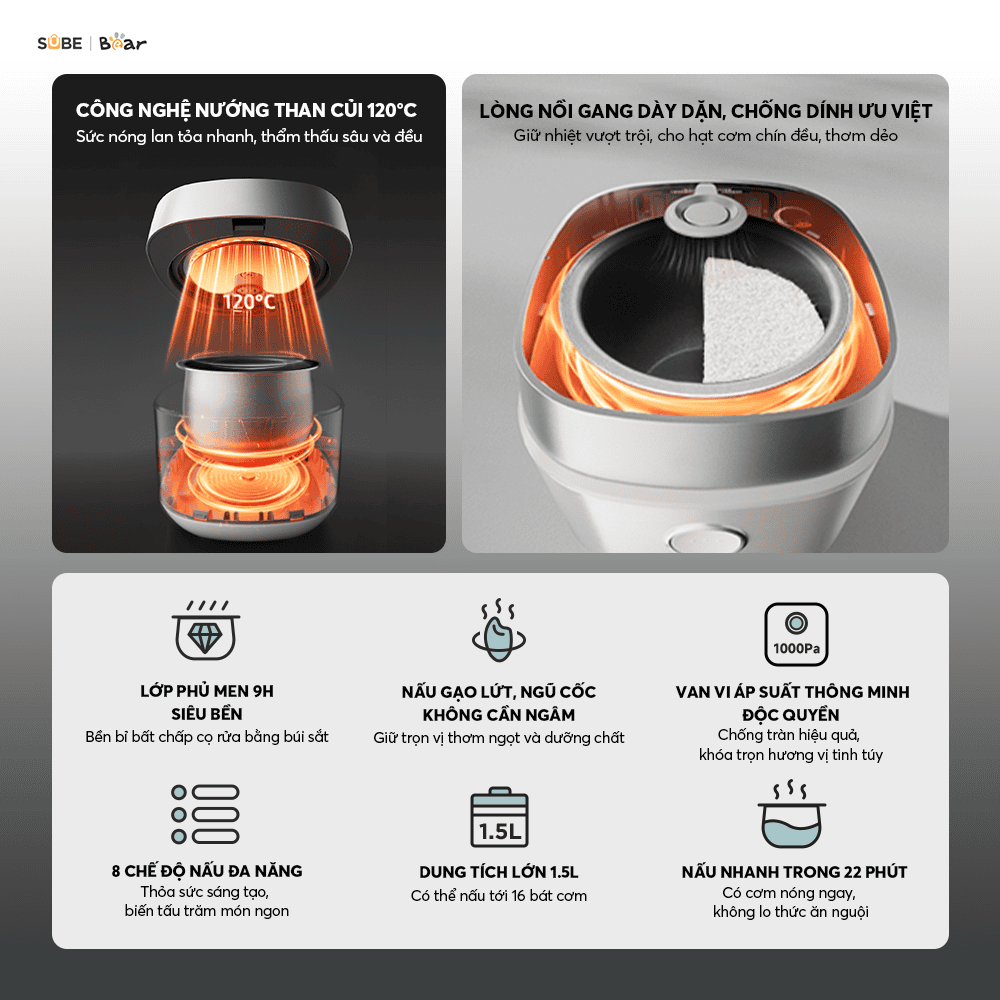 SUBE | Bear
CÔNG NGHỆ NƯỚNG THAN CỦI 120°C
Sức nóng lan tỏa nhanh, thẩm thấu sâu và đều
120°C
LÒNG NỒI GANG DÀY DẶN, CHỐNG DÍNH ƯU VIỆT
Giữ nhiệt vượt trội, cho hạt cơm chín đều, thơm dẻo
LỚP PHỦ MEN 9H
SIÊU BỀN
Bền bỉ bất chấp cọ rửa bằng búi sắt
NẤU GẠO LỨT, NGŨ CỐC
KHÔNG CẦN NGÂM
Giữ trọn vị thơm ngọt và dưỡng chất
1000Pa
VAN VI ÁP SUẤT THÔNG MINH
ĐỘC QUYỀN
Chống tràn hiệu quả,
khóa trọn hương vị tinh túy
8 CHẾ ĐỘ NẤU ĐA NĂNG
Thỏa sức sáng tạo,
biến tấu trăm món ngon
1.5L
DUNG TÍCH LỚN 1.5L
Có thể nấu tới 16 bát cơm
NẤU NHANH TRONG 22 PHÚT
Có cơm nóng ngay,
không lo thức ăn nguội